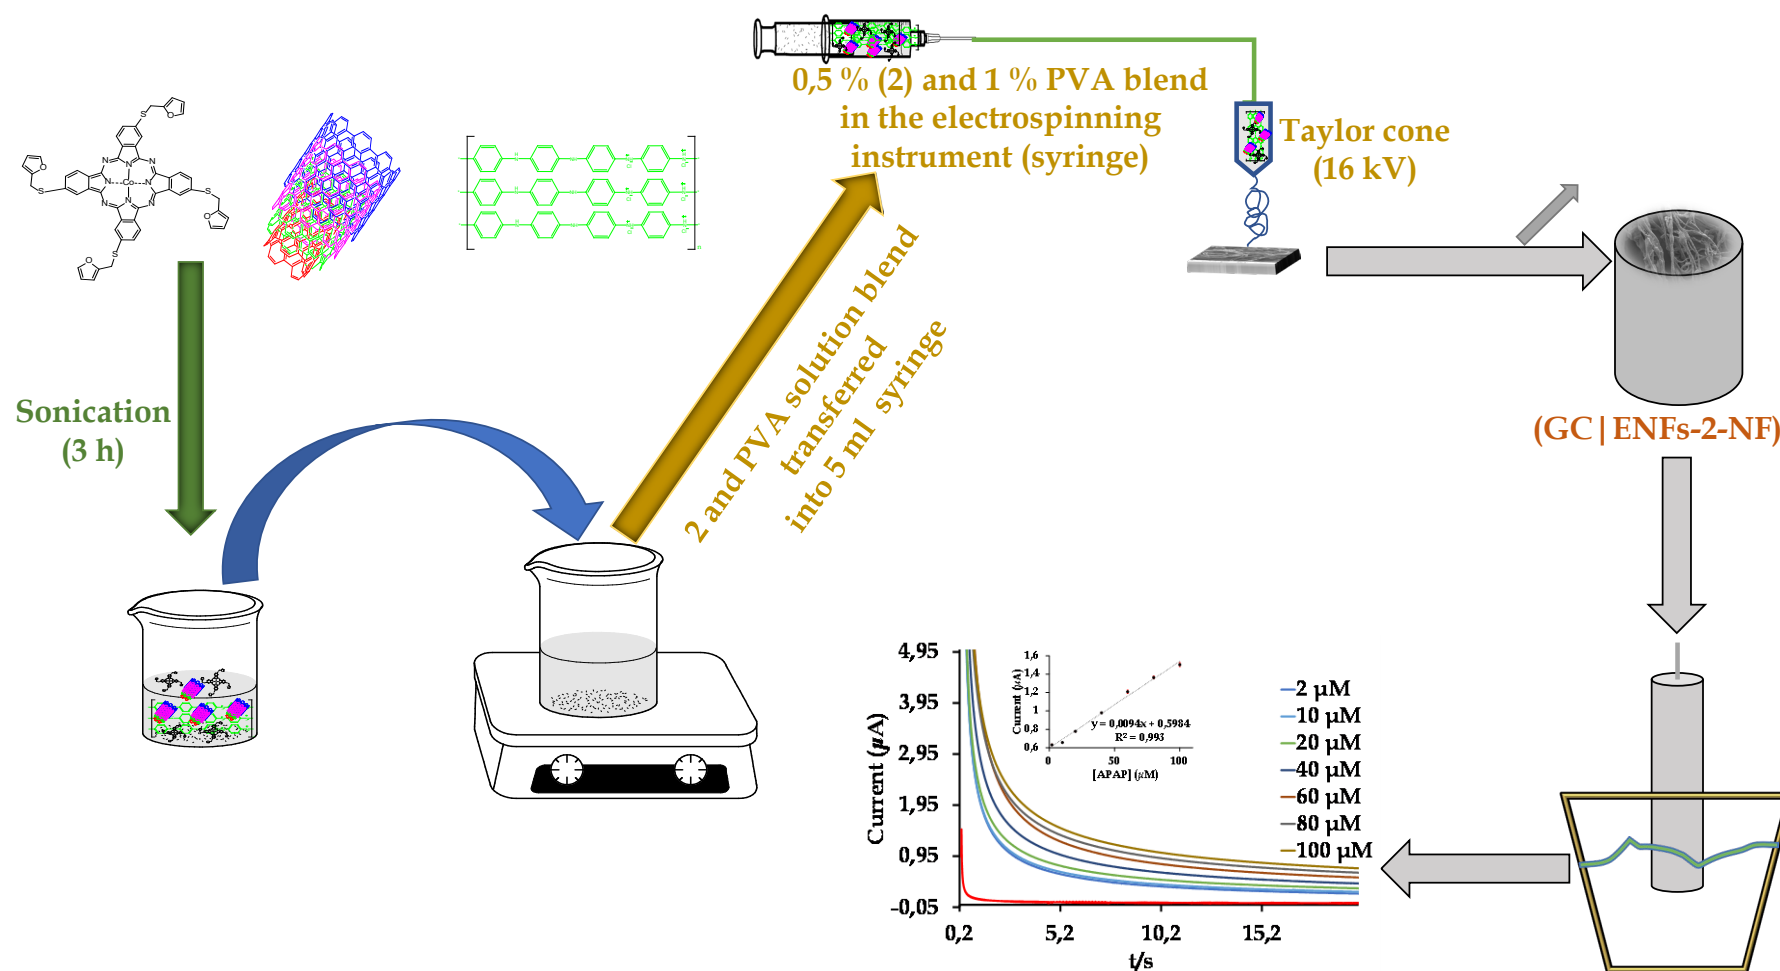 0,5 % (2) and 1 % PVA blend
in the electrospinning
instrument (syringe)
Taylor cone
(16 kV)
Sonication
(3 h)
2 and PVA solution blend
transferred
into 5 ml syringe
(GC|ENFs-2-NF)
O
S
N
N
N
N
Co
N
N
N
N
S
O
O
S
S
O
n
4,95
3,95
2,95
1,95
0,95
-0,05
Current (µA)
0,2
5,2
10,2
15,2
t/s
1,6
1,4
1,2
1
0,8
0,6
Current (µA)
y = 0,0094x + 0,5984
R² = 0,993
0
50
100
[APAP] (µM)
2 µM
10 µM
20 µM
40 µM
60 µM
80 µM
100 µM